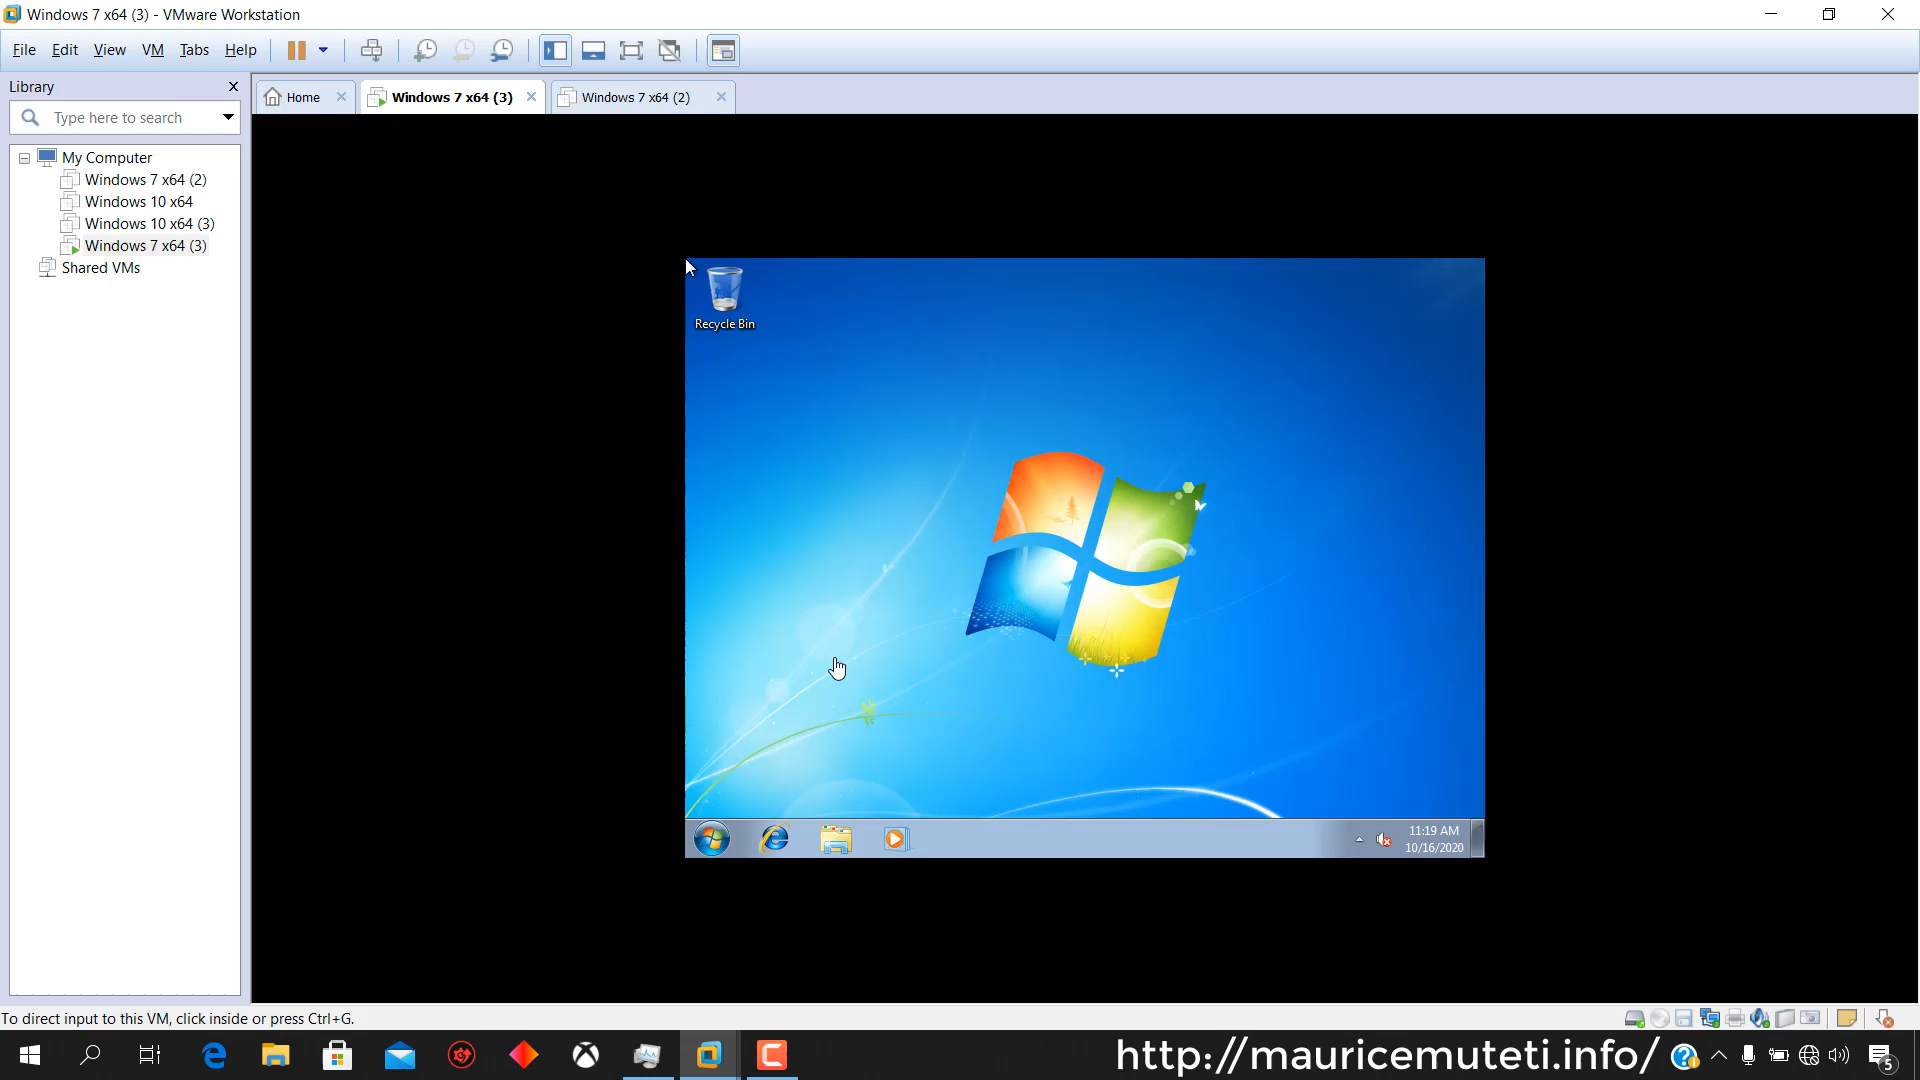 Windows 7 x64 (3) - VMware Workstation
File Edit View VM Tabs Help
Library
Type here to search
My Computer
Windows 7 x64 (2)
Windows 10 x64
Windows 10 x64 (3)
Windows 7 x64 (3)
Shared VMs
Home
Windows 7 x64 (3)
Windows 7 x64 (2)
Recycle Bin
11:19 AM
10/16/2020
To direct input to this VM, click inside or press Ctrl+G.
http://mauricemuteti.info/
5